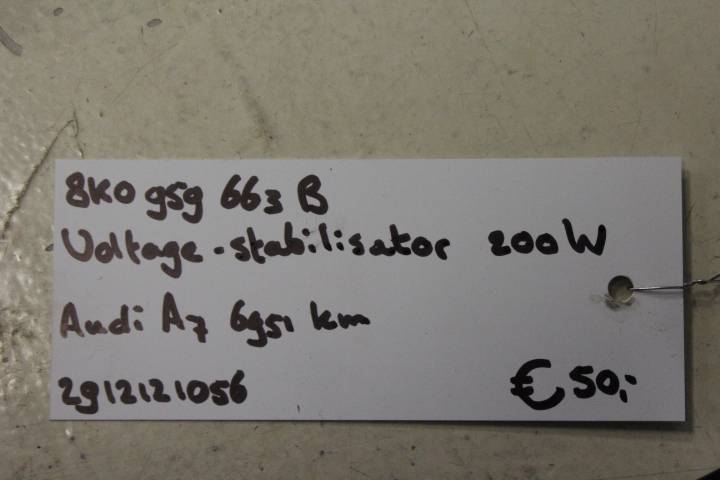 8K0 959 663 B
Voltage-stabilisator 200W
Audi A7 6951 km
2912121056
€50,-